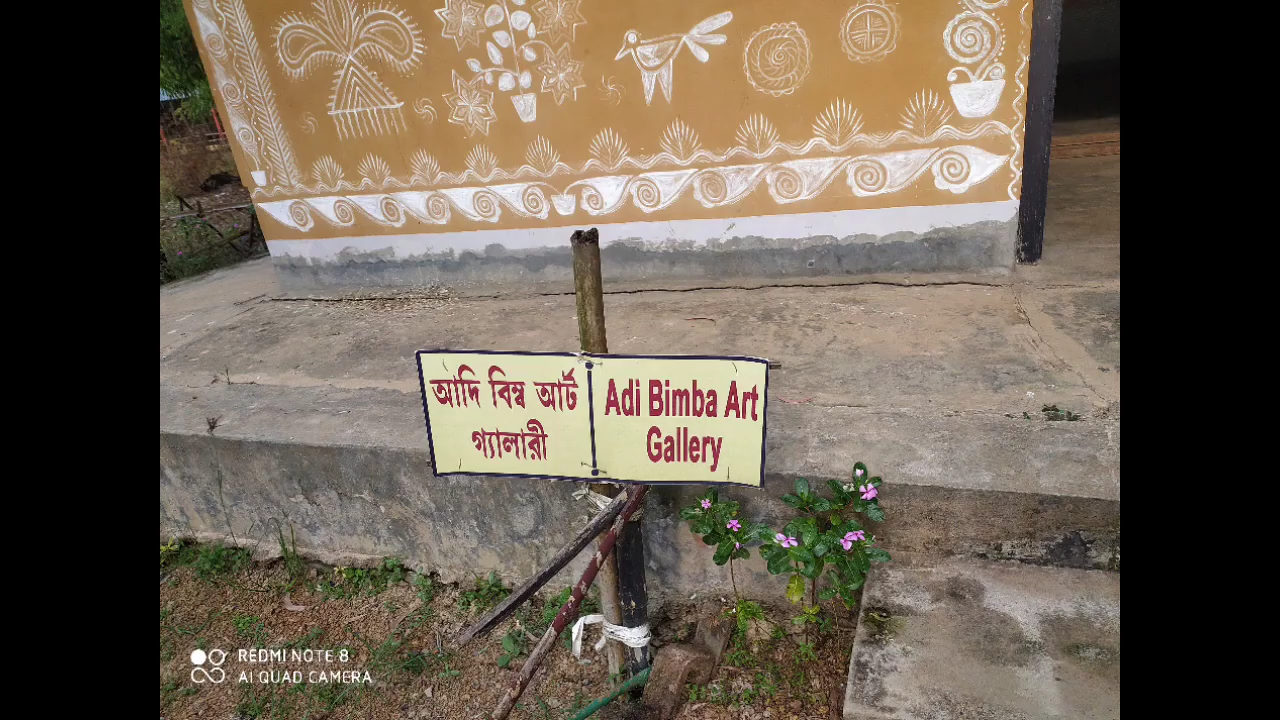 আদি বিম্ব আর্ট
গ্যালারী
Adi Bimba Art
Gallery
REDMI NOTE 8
AI QUAD CAMERA